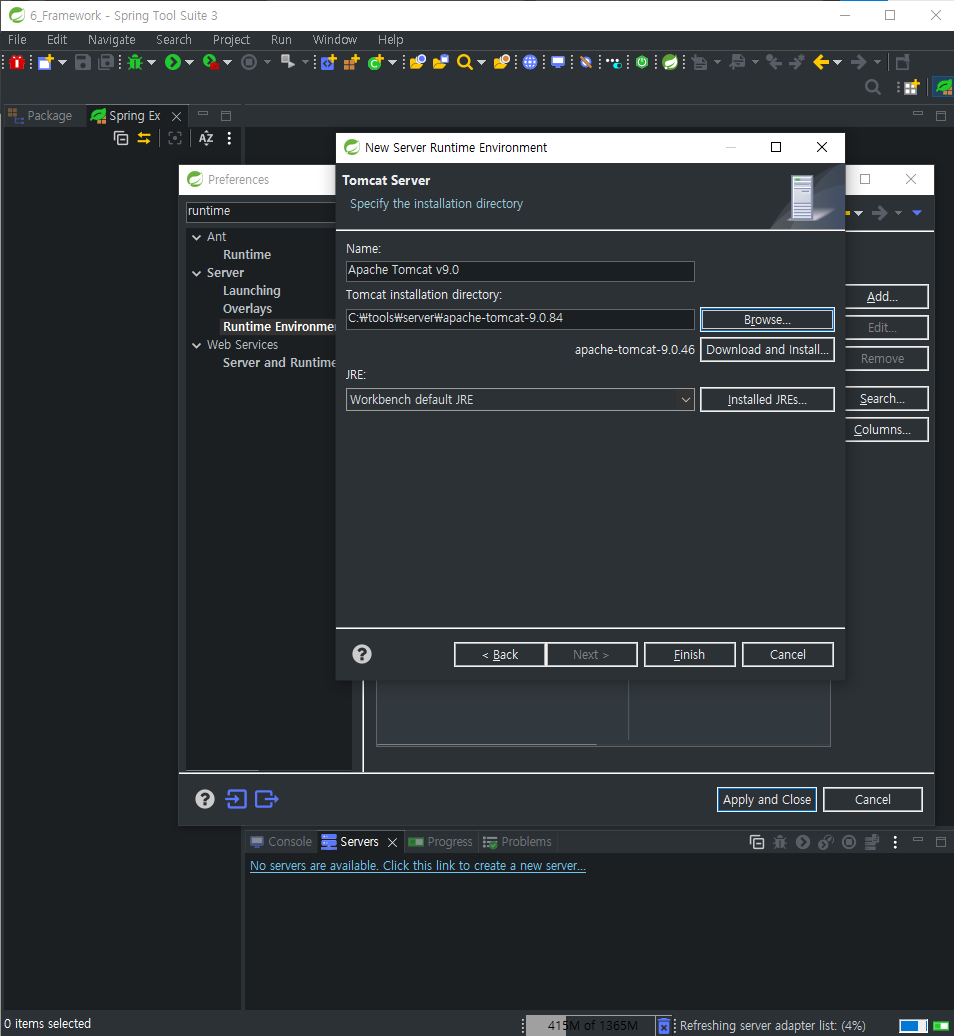 6_Framework - Spring Tool Suite 3
File Edit Navigate Search Project Run Window Help
Package
Spring Ex
New Server Runtime Environment
Tomcat Server
Specify the installation directory
Name:
Apache Tomcat v9.0
Tomcat installation directory:
C:₩tools₩server₩apache-tomcat-9.0.84
Browse...
apache-tomcat-9.0.46
Download and Install...
JRE:
Workbench default JRE
Installed JREs...
< Back
Next >
Finish
Cancel
Preferences
runtime
Ant
Runtime
Server
Launching
Overlays
Runtime Environme
Web Services
Server and Runtime
Add...
Edit...
Remove
Search...
Columns...
Apply and Close
Cancel
Console
Servers
Progress
Problems
No servers are available. Click this link to create a new server...
0 items selected
415M of 1365M
Refreshing server adapter list: (4%)